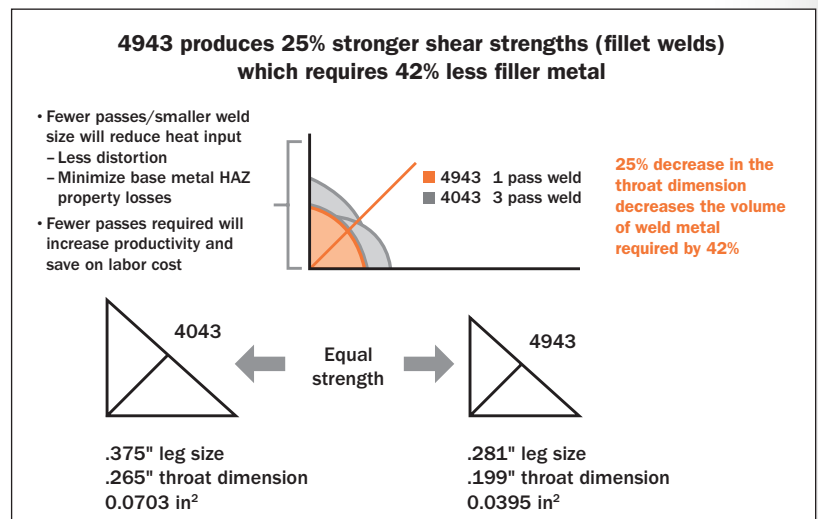 4943 produces 25% stronger shear strengths (fillet welds)
which requires 42% less filler metal
• Fewer passes/smaller weld
size will reduce heat input
– Less distortion
– Minimize base metal HAZ
property losses
• Fewer passes required will
increase productivity and
save on labor cost
4943 1 pass weld
4043 3 pass weld
25% decrease in the
throat dimension
decreases the volume
of weld metal
required by 42%
4043
Equal
strength
4943
.375" leg size
.265" throat dimension
0.0703 in²
.281" leg size
.199" throat dimension
0.0395 in²